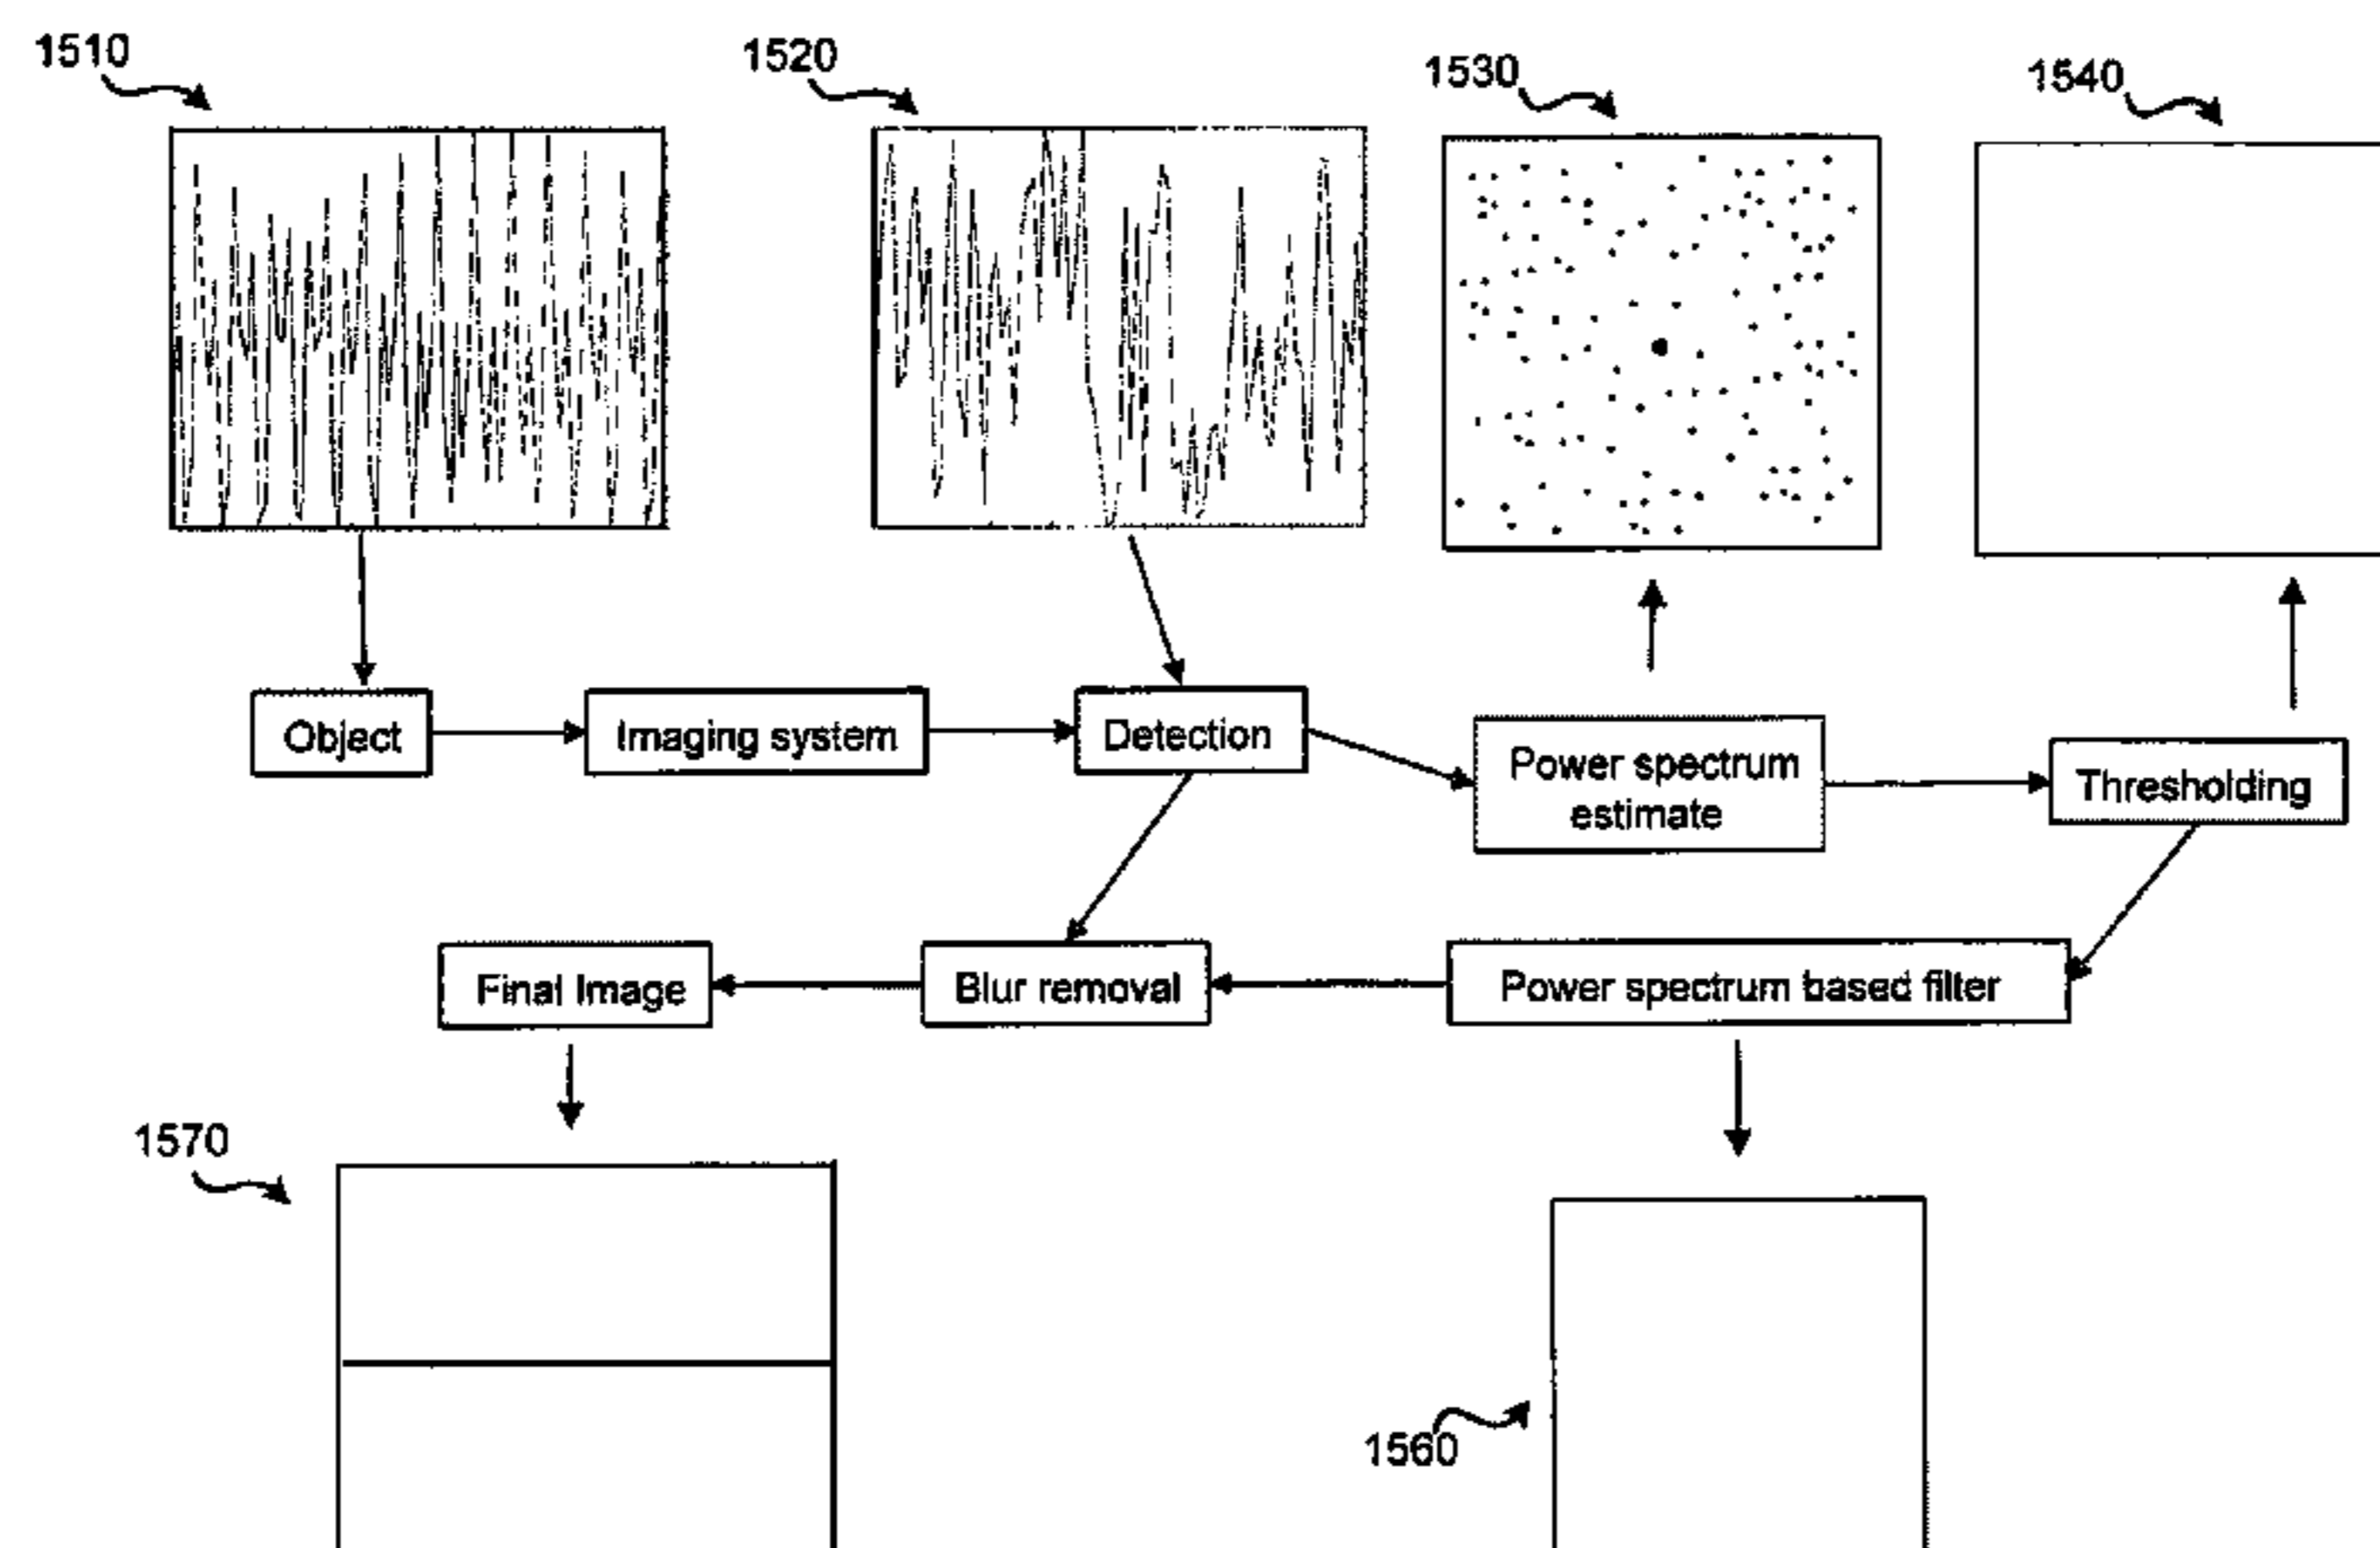 1510
1520
1530
1540
Object
Imaging system
Detection
Power spectrum
estimate
Thresholding
Final Image
Blur removal
Power spectrum based filter
1570
1560